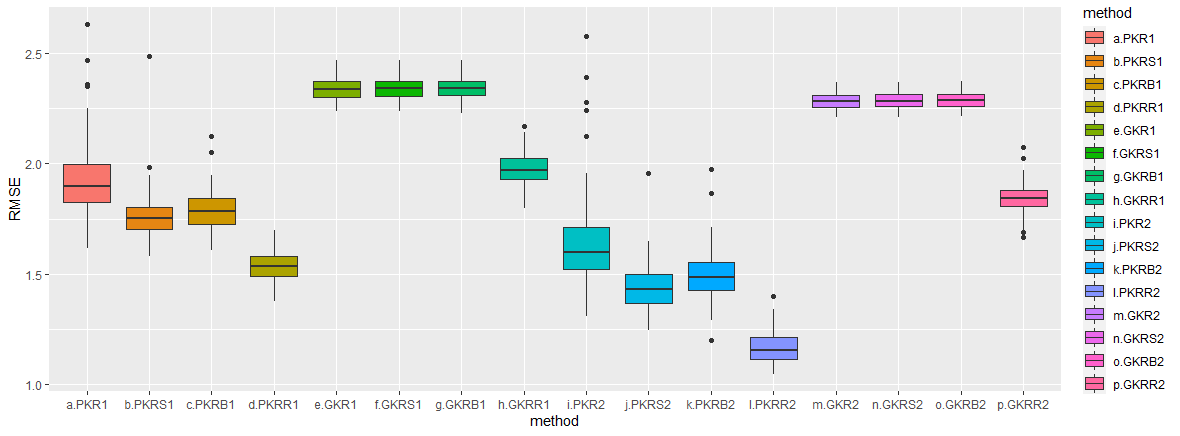 RMSE
2.5
2.0
1.5
1.0
a.PKR1 b.PKRS1 c.PKRB1 d.PKRR1 e.GKR1 f.GKRS1 g.GKRB1 h.GKRR1 i.PKR2 j.PKRS2 k.PKRB2 l.PKRR2 m.GKR2 n.GKRS2 o.GKRB2 p.GKRR2
method
method
a.PKR1
b.PKRS1
c.PKRB1
d.PKRR1
e.GKR1
f.GKRS1
g.GKRB1
h.GKRR1
i.PKR2
j.PKRS2
k.PKRB2
l.PKRR2
m.GKR2
n.GKRS2
o.GKRB2
p.GKRR2